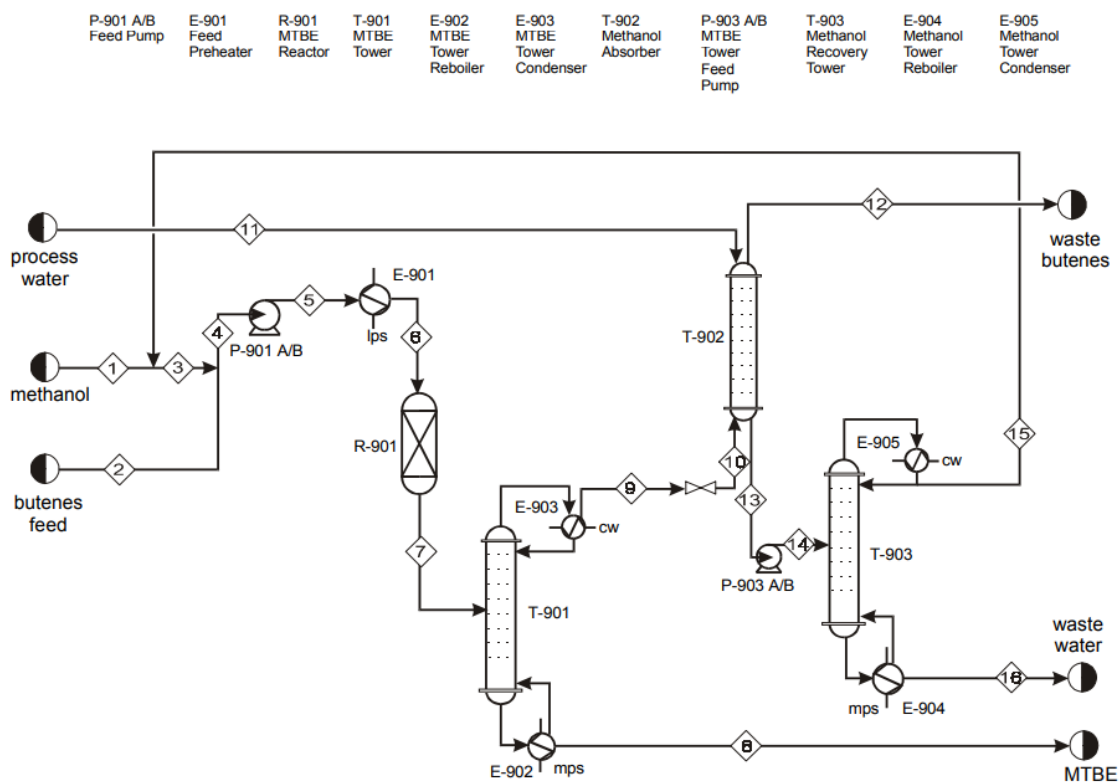 P-901 A/B
Feed Pump
E-901
Feed
Preheater
R-901
MTBE
Reactor
T-901
MTBE
Tower
E-902
MTBE
Tower
Reboiler
E-903
MTBE
Tower
Condenser
T-902
Methanol
Absorber
P-903 A/B
MTBE
Tower
Feed
Pump
T-903
Methanol
Recovery
Tower
E-904
Methanol
Tower
Reboiler
E-905
Methanol
Tower
Condenser
12
11
process
water
waste
butenes
E-901
5
4
lps
6
P-901 A/B
T-902
1
3
methanol
R-901
E-905
cw
15
2
butenes
feed
10
9
E-903
cw
13
14
7
P-903 A/B
T-903
T-901
waste
water
16
mps
E-904
8
E-902
mps
MTBE